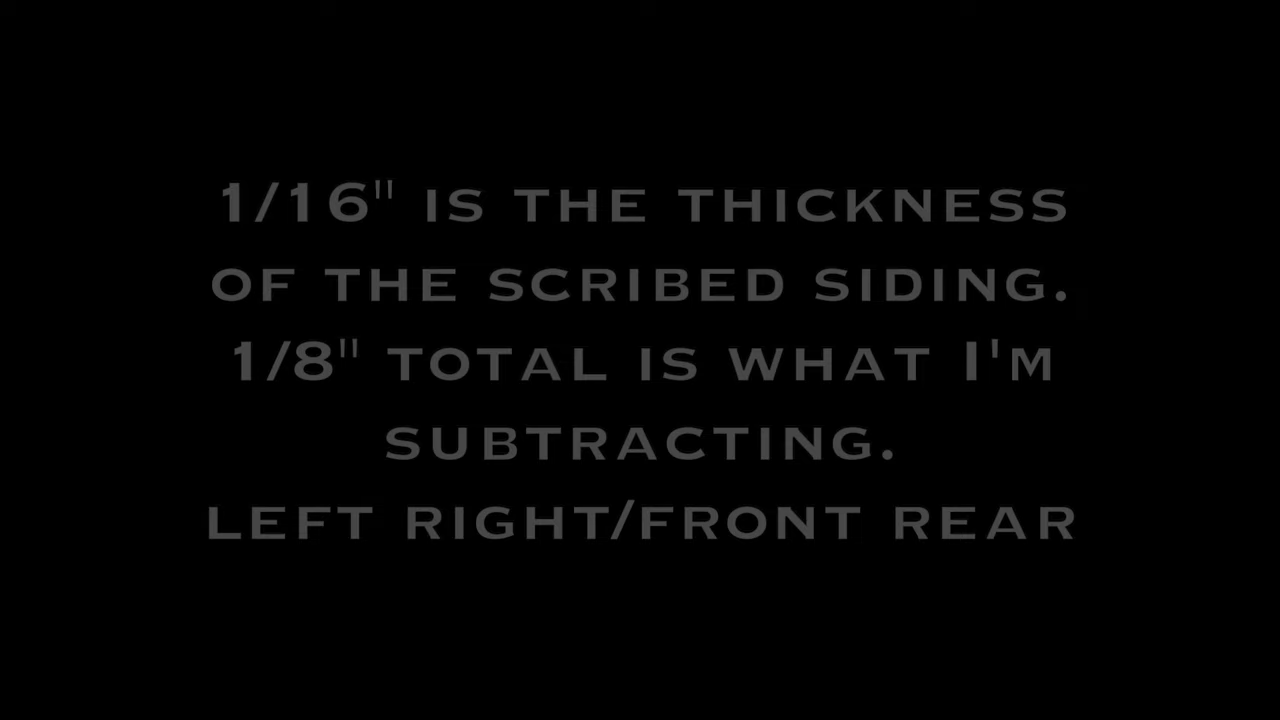 1/16" IS THE THICKNESS
OF THE SCRIBED SIDING.
1/8" TOTAL IS WHAT I'M
SUBTRACTING.
LEFT RIGHT/FRONT REAR